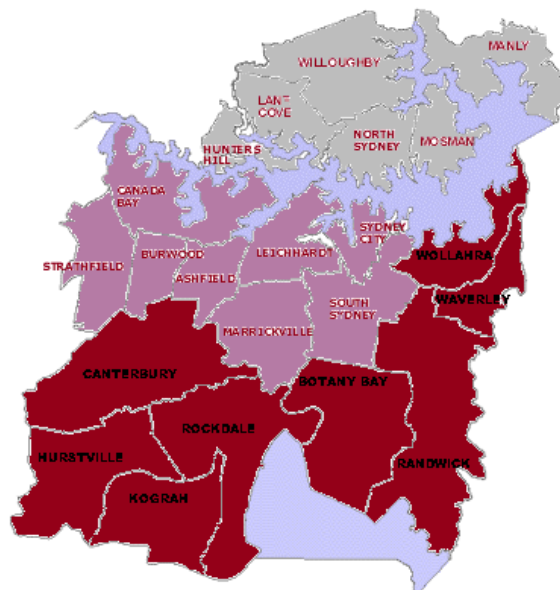 MANLY
WILLOUGHBY
LANE
COVE
NORTH
SYDNEY
MOSMAN
HUNTERS
HILL
CANADA
BAY
SYDNEY
CITY
STRATHFIELD
BURWOOD
ASHFIELD
LEICHHARDT
WOLLAHRA
WAVERLEY
SOUTH
SYDNEY
MARRICKVILLE
CANTERBURY
BOTANY BAY
ROCKDALE
HURSTVILLE
RANDWICK
KOGRAH